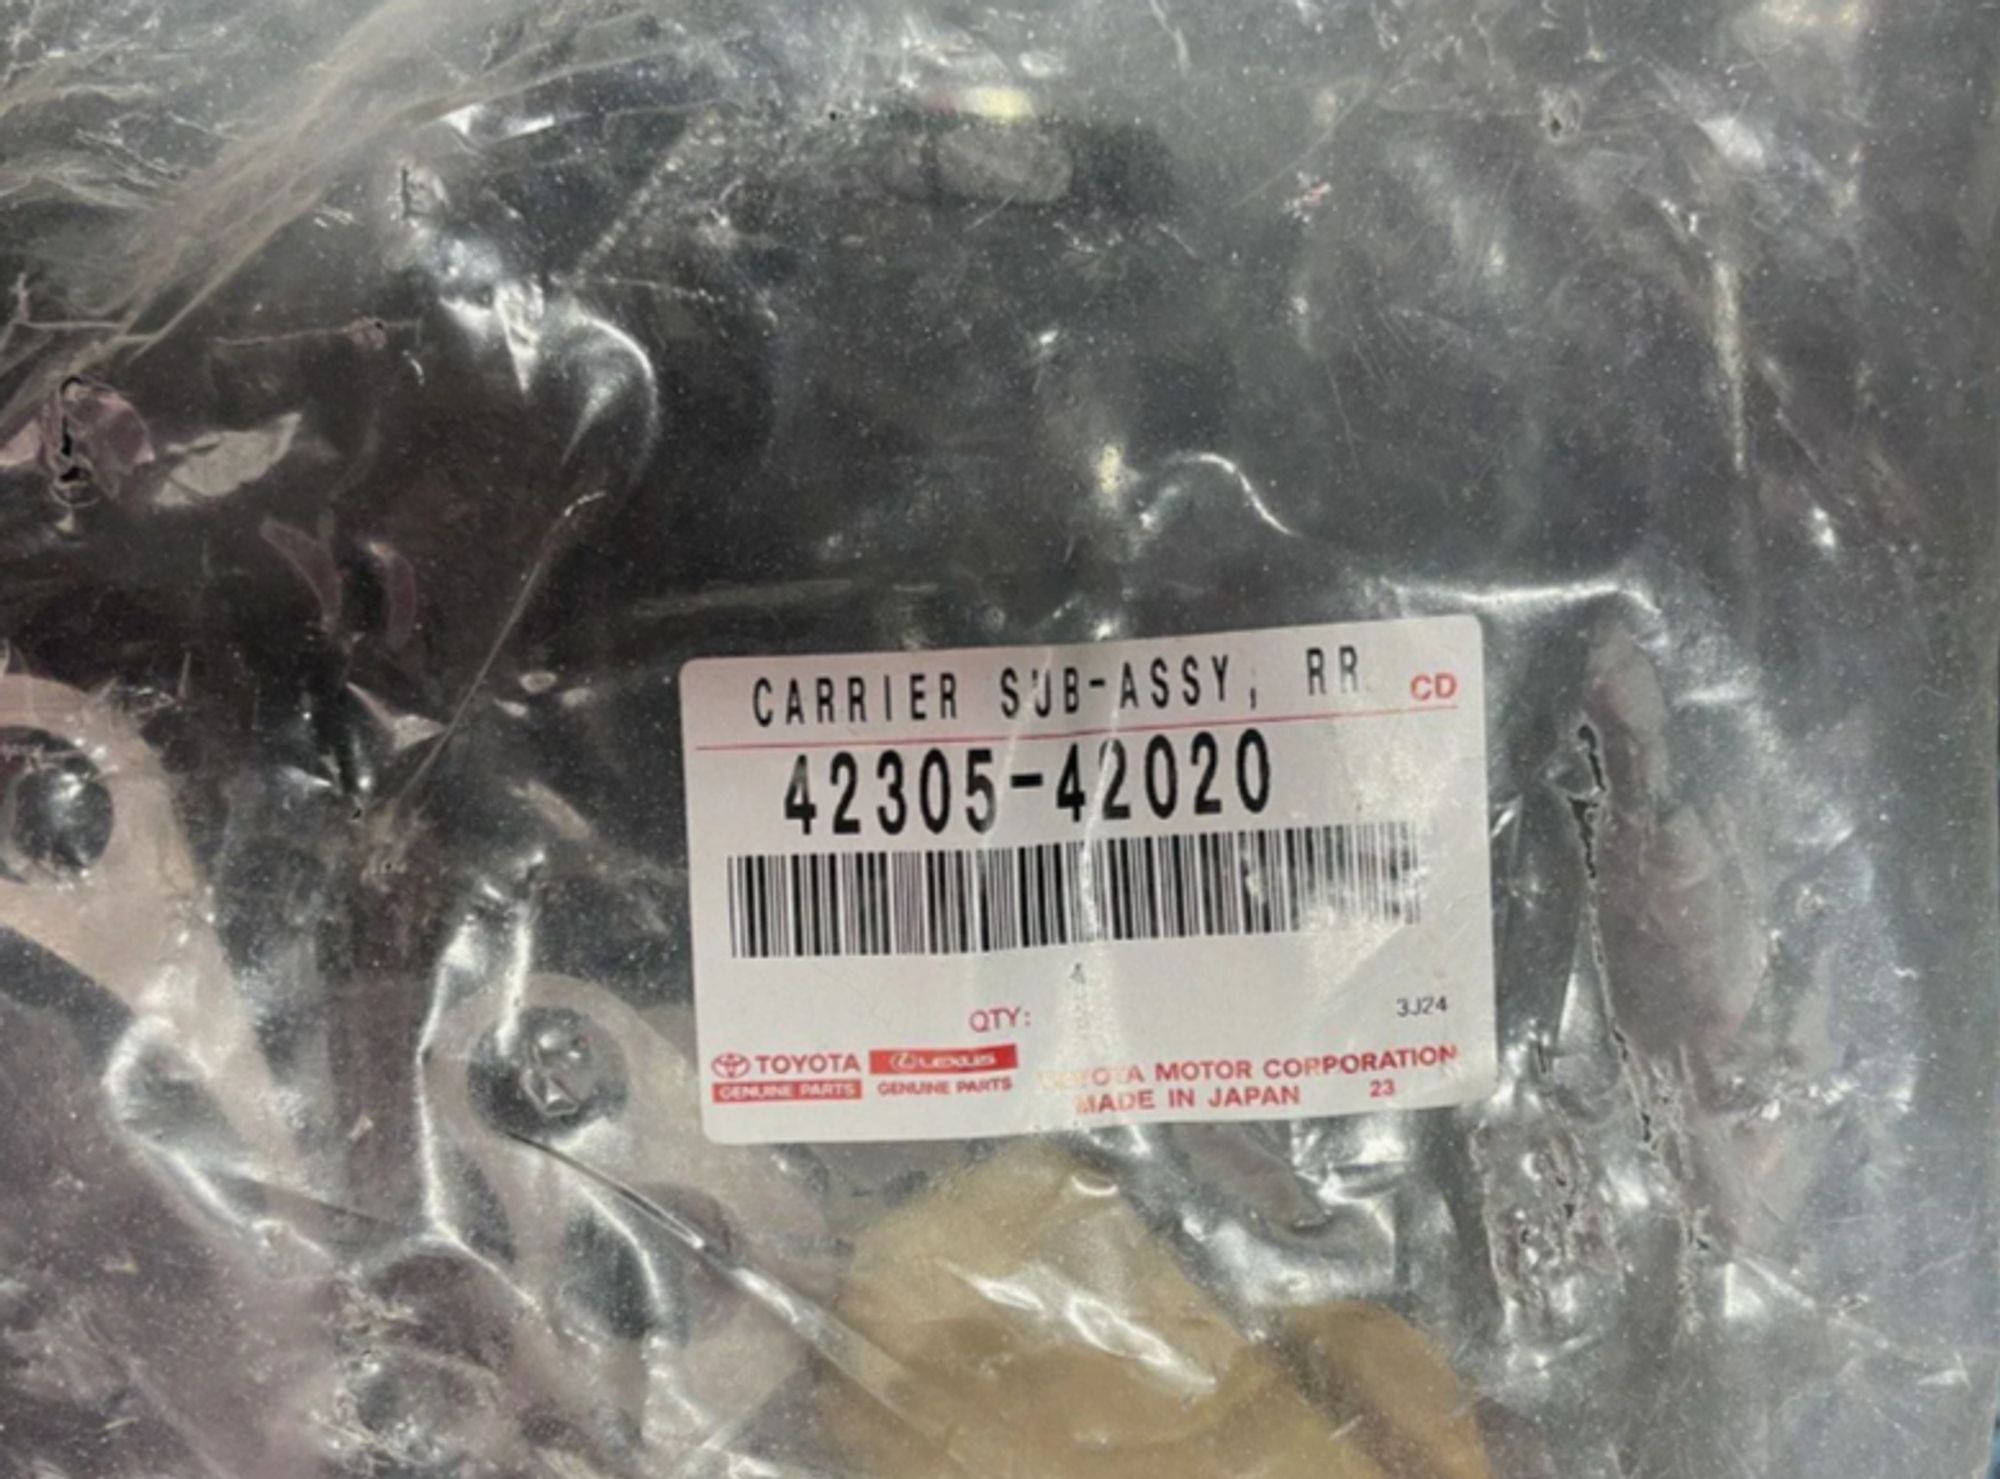 CARRIER SUB-ASSY, RR
CD
42305-42020
4
QTY:
3J24
TOYOTA
GENUINE PARTS
LEXUS
GENUINE PARTS
TOYOTA MOTOR CORPORATION
MADE IN JAPAN 23